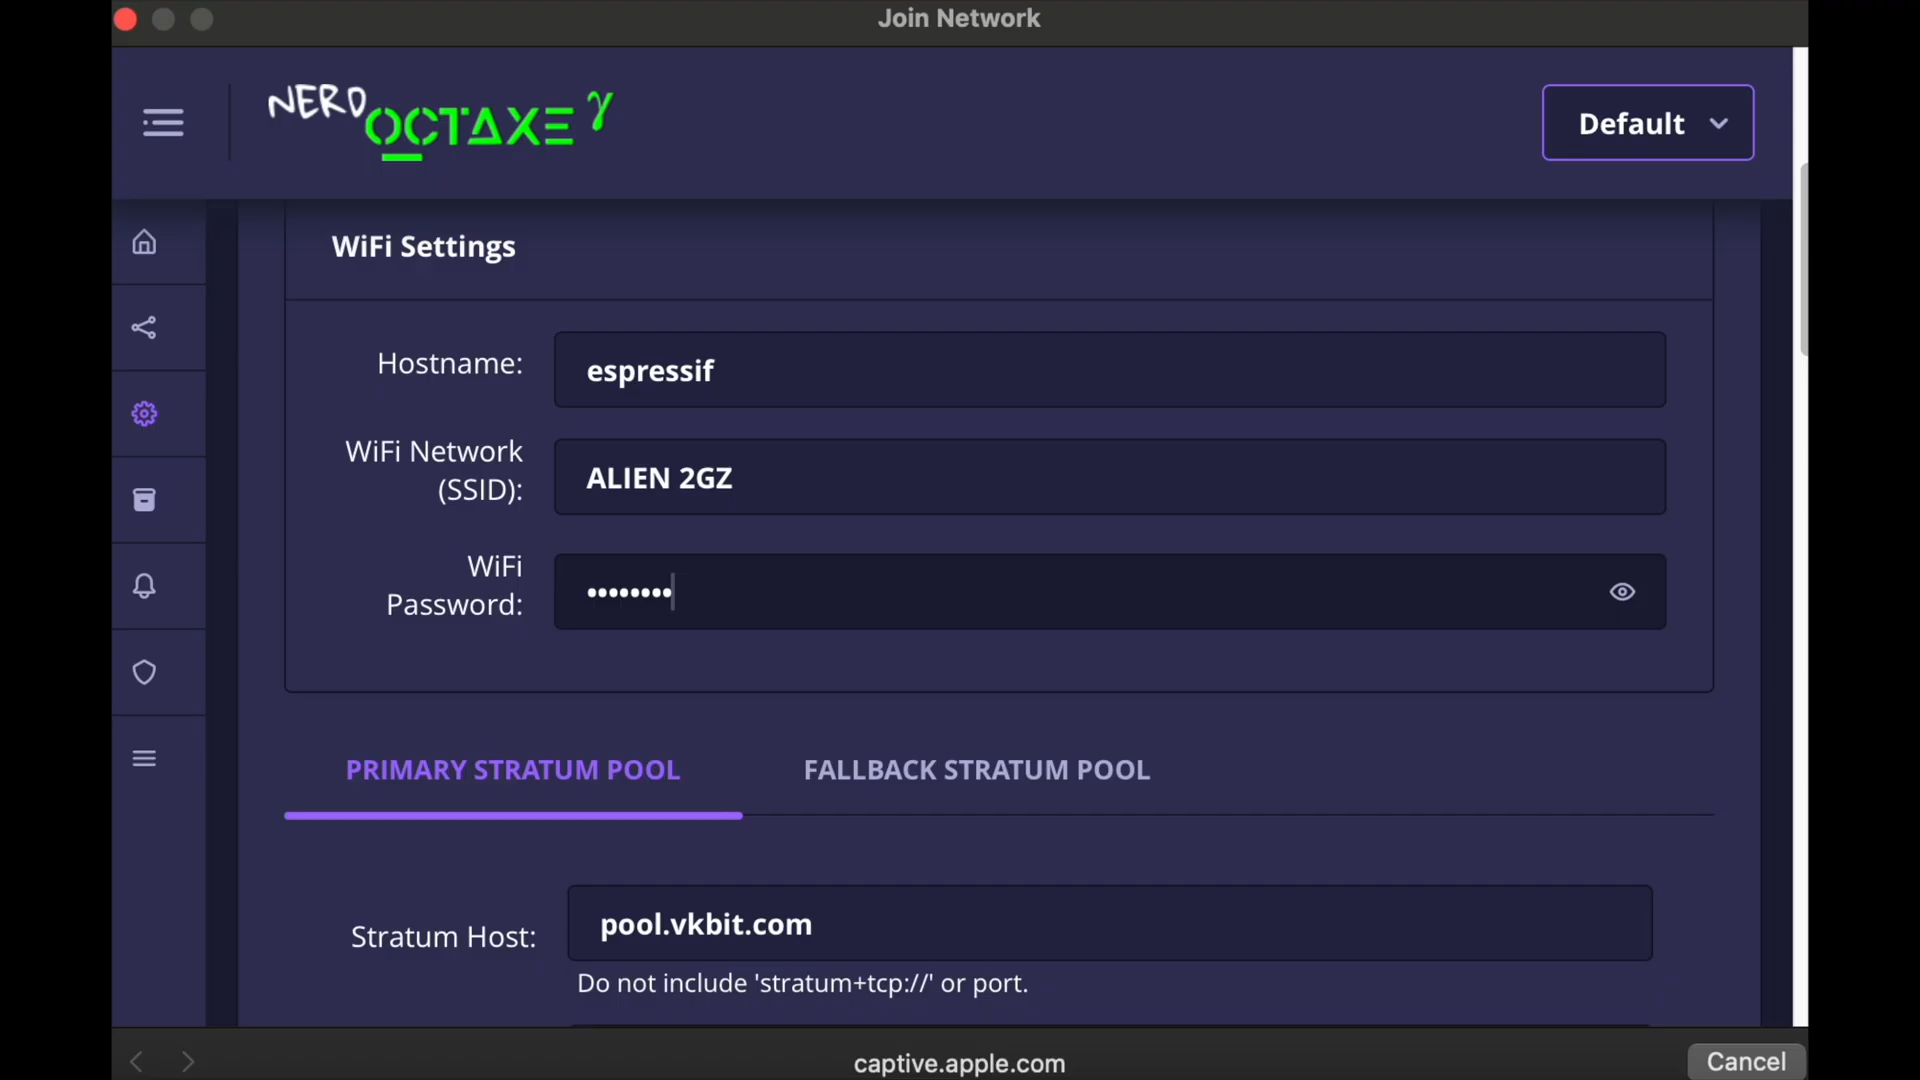 Join Network
NERD OCTAXE γ
Default
WiFi Settings
Hostname:
espressif
WiFi Network
(SSID):
ALIEN 2GZ
WiFi
Password:
••••••••
PRIMARY STRATUM POOL
FALLBACK STRATUM POOL
Stratum Host:
pool.vkbit.com
Do not include 'stratum+tcp://' or port.
captive.apple.com
Cancel